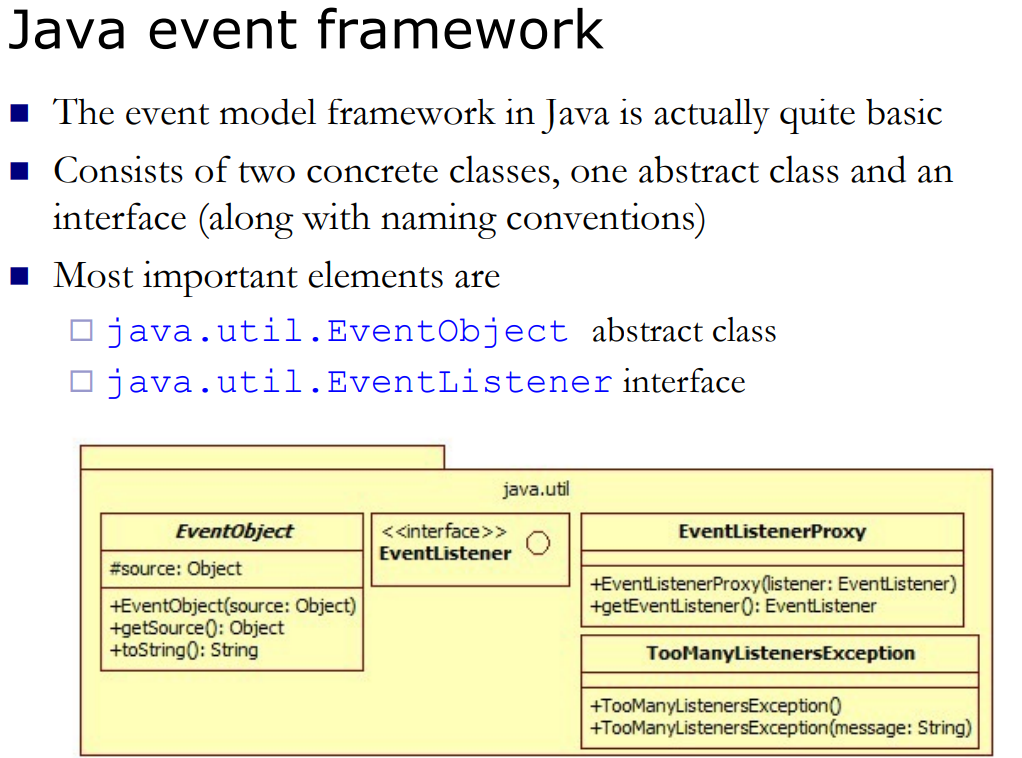 Java event framework
The event model framework in Java is actually quite basic
Consists of two concrete classes, one abstract class and an
interface (along with naming conventions)
Most important elements are
java.util.EventObject abstract class
java.util.EventListener interface
java.util
EventObject
#source: Object
+EventObject(source: Object)
+getSource(): Object
+toString(): String
<<interface>>
EventListener
EventListenerProxy
+EventListenerProxy(listener: EventListener)
+getEventListener(): EventListener
TooManyListenersException
+TooManyListenersException()
+TooManyListenersException(message: String)